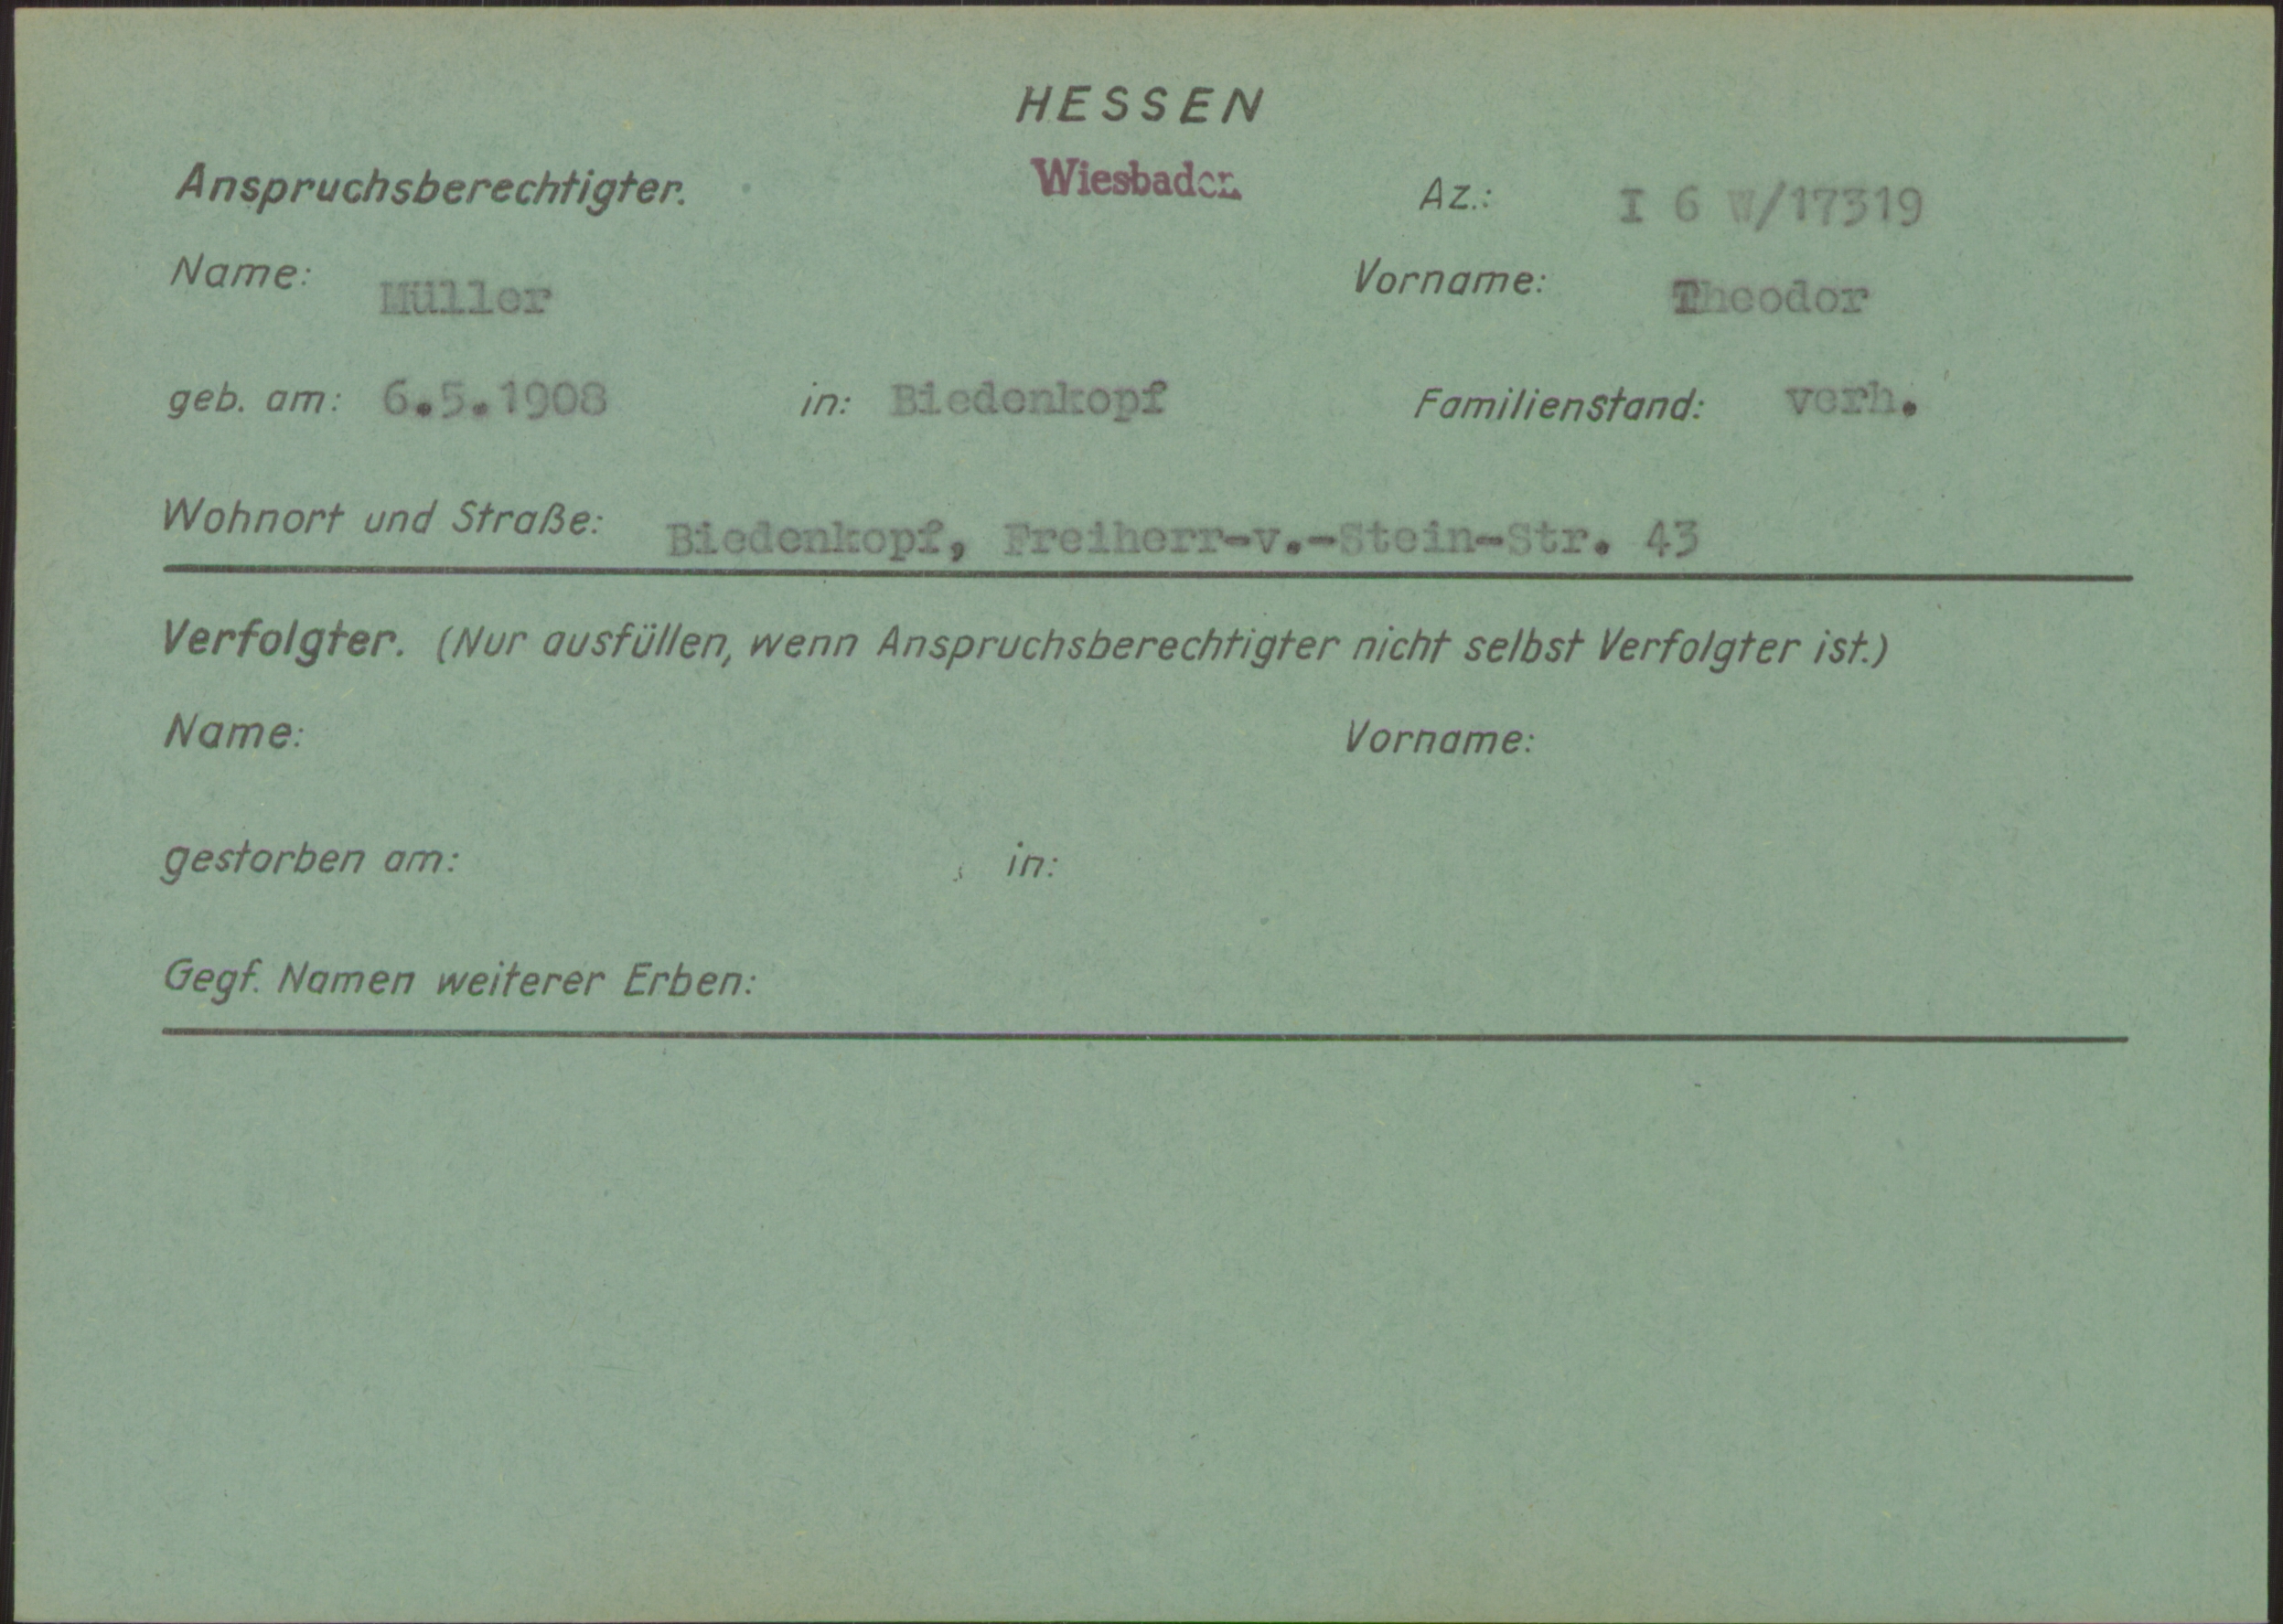 HESSEN
Anspruchsberechtigter. Wiesbaden Az.: I 6 W/17319
Name: Müller Vorname: Theodor
geb. am: 6.5.1908 in: Biedenkopf Familienstand: verh.
Wohnort und Straße: Biedenkopf, Freiherr-v.-Stein-Str. 43
Verfolgter. (Nur ausfüllen, wenn Anspruchsberechtigter nicht selbst Verfolgter ist.)
Name: Vorname:
gestorben am: in:
Gegf. Namen weiterer Erben: